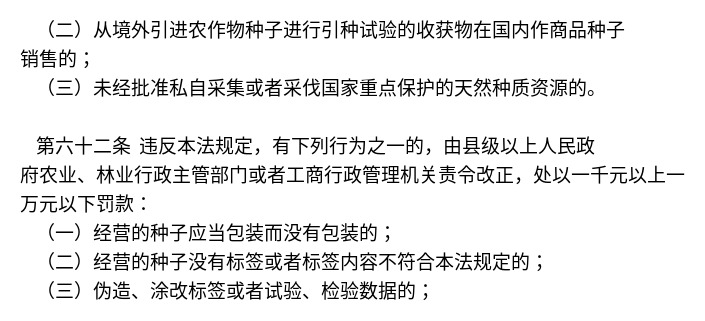 （二）从境外引进农作物种子进行引种试验的收获物在国内作商品种子
销售的；
（三）未经批准私自采集或者采伐国家重点保护的天然种质资源的。
第六十二条 违反本法规定，有下列行为之一的，由县级以上人民政
府农业、林业行政主管部门或者工商行政管理机关责令改正，处以一千元以上一
万元以下罚款：
（一）经营的种子应当包装而没有包装的；
（二）经营的种子没有标签或者标签内容不符合本法规定的；
（三）伪造、涂改标签或者试验、检验数据的；